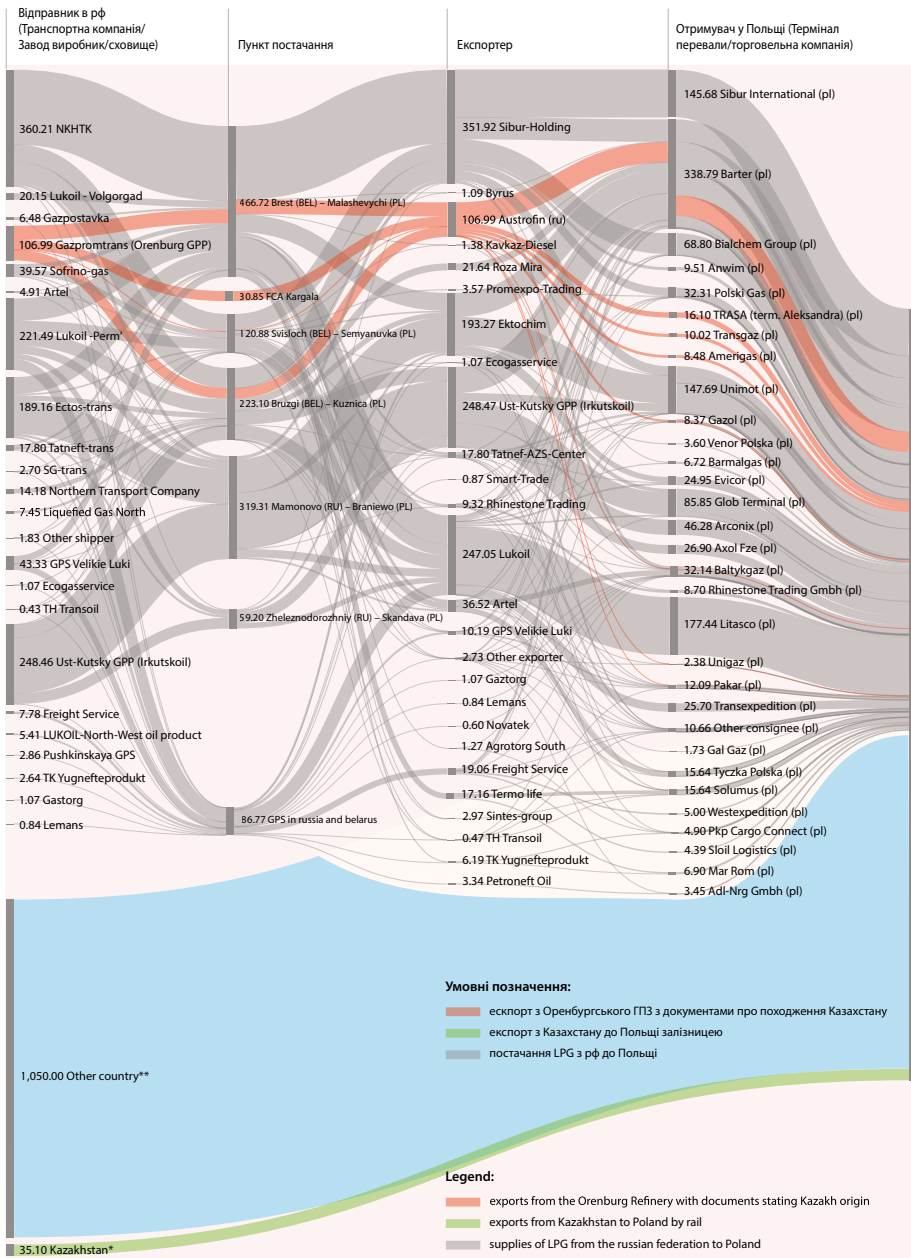 Відправник в рф
(Транспортна компанія/
Завод виробник/сховище)
Пункт постачання
Експортер
Отримувач у Польщі (Термінал
перевали/торговельна компанія)
360.21 NKHTK
20.15 Lukoil - Volgorgad
6.48 Gazpostavka
106.99 Gazpromtrans (Orenburg GPP)
39.57 Sofrino-gas
4.91 Artel
221.49 Lukoil -Perm'
189.16 Ectos-trans
17.80 Tatneft-trans
2.70 SG-trans
14.18 Northern Transport Company
7.45 Liquefied Gas North
1.83 Other shipper
43.33 GPS Velikie Luki
1.07 Ecogasservice
0.43 TH Transoil
248.46 Ust-Kutsky GPP (Irkutskoil)
7.78 Freight Service
5.41 LUKOIL-North-West oil product
2.86 Pushkinskaya GPS
2.64 TK Yugnefteprodukt
1.07 Gastorg
0.84 Lemans
1,050.00 Other country**
35.10 Kazakhstan*
466.72 Brest (BEL) – Malashevychi (PL)
30.85 FCA Kargala
120.88 Svisloch (BEL) – Semyanuvka (PL)
223.10 Bruzgi (BEL) – Kuznica (PL)
319.31 Mamonovo (RU) – Braniewo (PL)
59.20 Zheleznodorozhniy (RU) – Skandava (PL)
86.77 GPS in russia and belarus
351.92 Sibur-Holding
1.09 Byrus
106.99 Austrofin (ru)
1.38 Kavkaz-Diesel
21.64 Roza Mira
3.57 Promexpo-Trading
193.27 Ektochim
1.07 Ecogasservice
248.47 Ust-Kutsky GPP (Irkutskoil)
17.80 Tatnef-AZS-Center
0.87 Smart-Trade
9.32 Rhinestone Trading
247.05 Lukoil
36.52 Artel
10.19 GPS Velikie Luki
2.73 Other exporter
1.07 Gaztorg
0.84 Lemans
0.60 Novatek
1.27 Agrotorg South
19.06 Freight Service
17.16 Termo life
2.97 Sintes-group
0.47 TH Transoil
6.19 TK Yugnefteprodukt
3.34 Petroneft Oil
145.68 Sibur International (pl)
338.79 Barter (pl)
68.80 Bialchem Group (pl)
9.51 Anwim (pl)
32.31 Polski Gas (pl)
16.10 TRASA (term. Aleksandra) (pl)
10.02 Transgaz (pl)
8.48 Amerigas (pl)
147.69 Unimot (pl)
8.37 Gazol (pl)
3.60 Venor Polska (pl)
6.72 Barmalgas (pl)
24.95 Evicor (pl)
85.85 Glob Terminal (pl)
46.28 Arconix (pl)
26.90 Axol Fze (pl)
32.14 Baltykgaz (pl)
8.70 Rhinestone Trading Gmbh (pl)
177.44 Litasco (pl)
2.38 Unigaz (pl)
12.09 Pakar (pl)
25.70 Transexpedition (pl)
10.66 Other consignee (pl)
1.73 Gal Gaz (pl)
15.64 Tyczka Polska (pl)
15.64 Solumus (pl)
5.00 Westexpedition (pl)
4.90 Pkp Cargo Connect (pl)
4.39 Sloil Logistics (pl)
6.90 Mar Rom (pl)
3.45 Adl-Nrg Gmbh (pl)
Умовні позначення:
ескпорт з Оренбургського ГПЗ з документами про походження Казахстану
експорт з Казахстану до Польщі залізницею
постачання LPG з рф до Польщі
Legend:
exports from the Orenburg Refinery with documents stating Kazakh origin
exports from Kazakhstan to Poland by rail
supplies of LPG from the russian federation to Poland